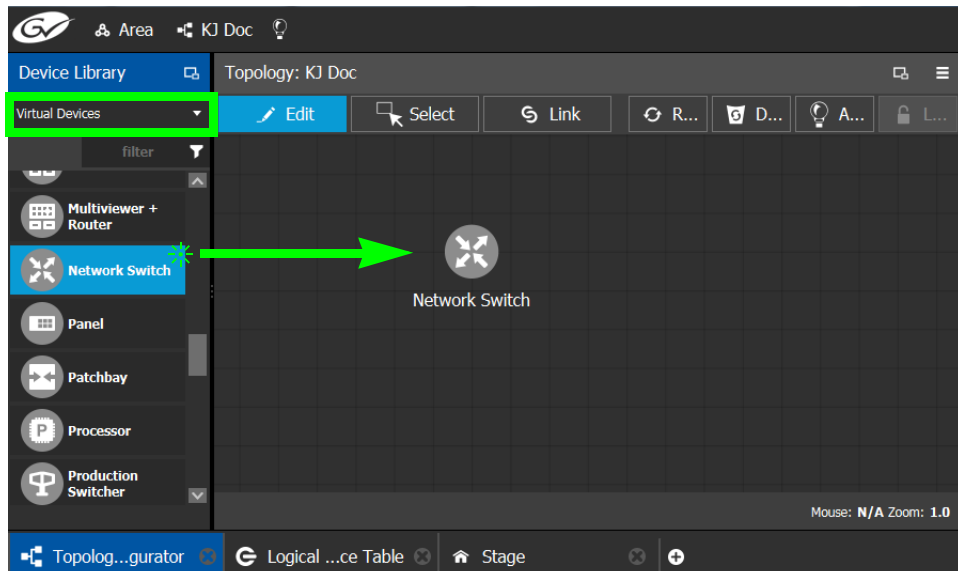 GV Area KJ Doc
Device Library
Topology: KJ Doc
Virtual Devices
Edit Select Link R... D... A... L...
filter
Multiviewer +
Router
Network Switch
Panel
Patchbay
Processor
Production
Switcher
Network Switch
Mouse: N/A Zoom: 1.0
Topolog...gurator Logical ...ce Table Stage